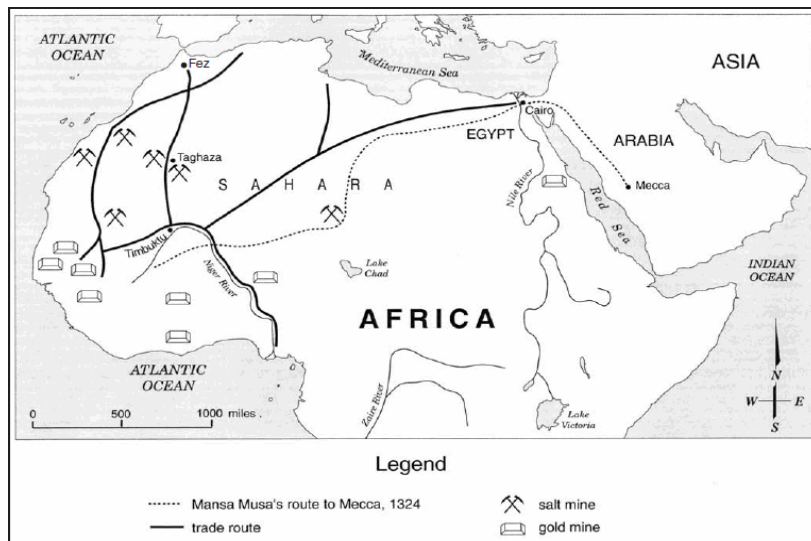 ATLANTIC
OCEAN
Fez
Mediterranean Sea
ASIA
Cairo
EGYPT
ARABIA
Taghaza
Mecca
SAHARA
Nile River
Red Sea
Timbuktu
Niger River
Lake
Chad
INDIAN
OCEAN
AFRICA
ATLANTIC
OCEAN
Zaire River
Lake
Victoria
N
W E
S
0 500 1000 miles
Legend
Mansa Musa's route to Mecca, 1324
trade route
salt mine
gold mine